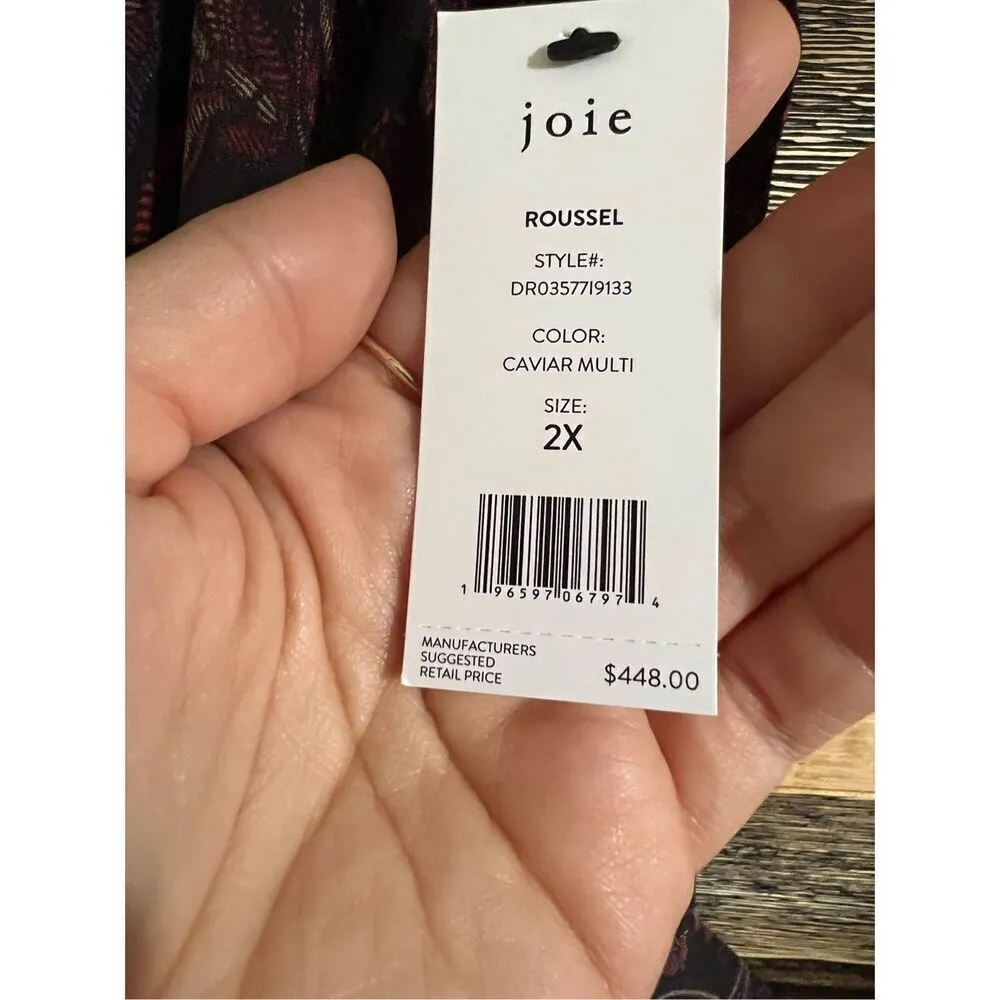 joie
ROUSSEL
STYLE#:
DR03577I9133
COLOR:
CAVIAR MULTI
SIZE:
2X
1 96597 06797 4
MANUFACTURERS
SUGGESTED
RETAIL PRICE
$448.00